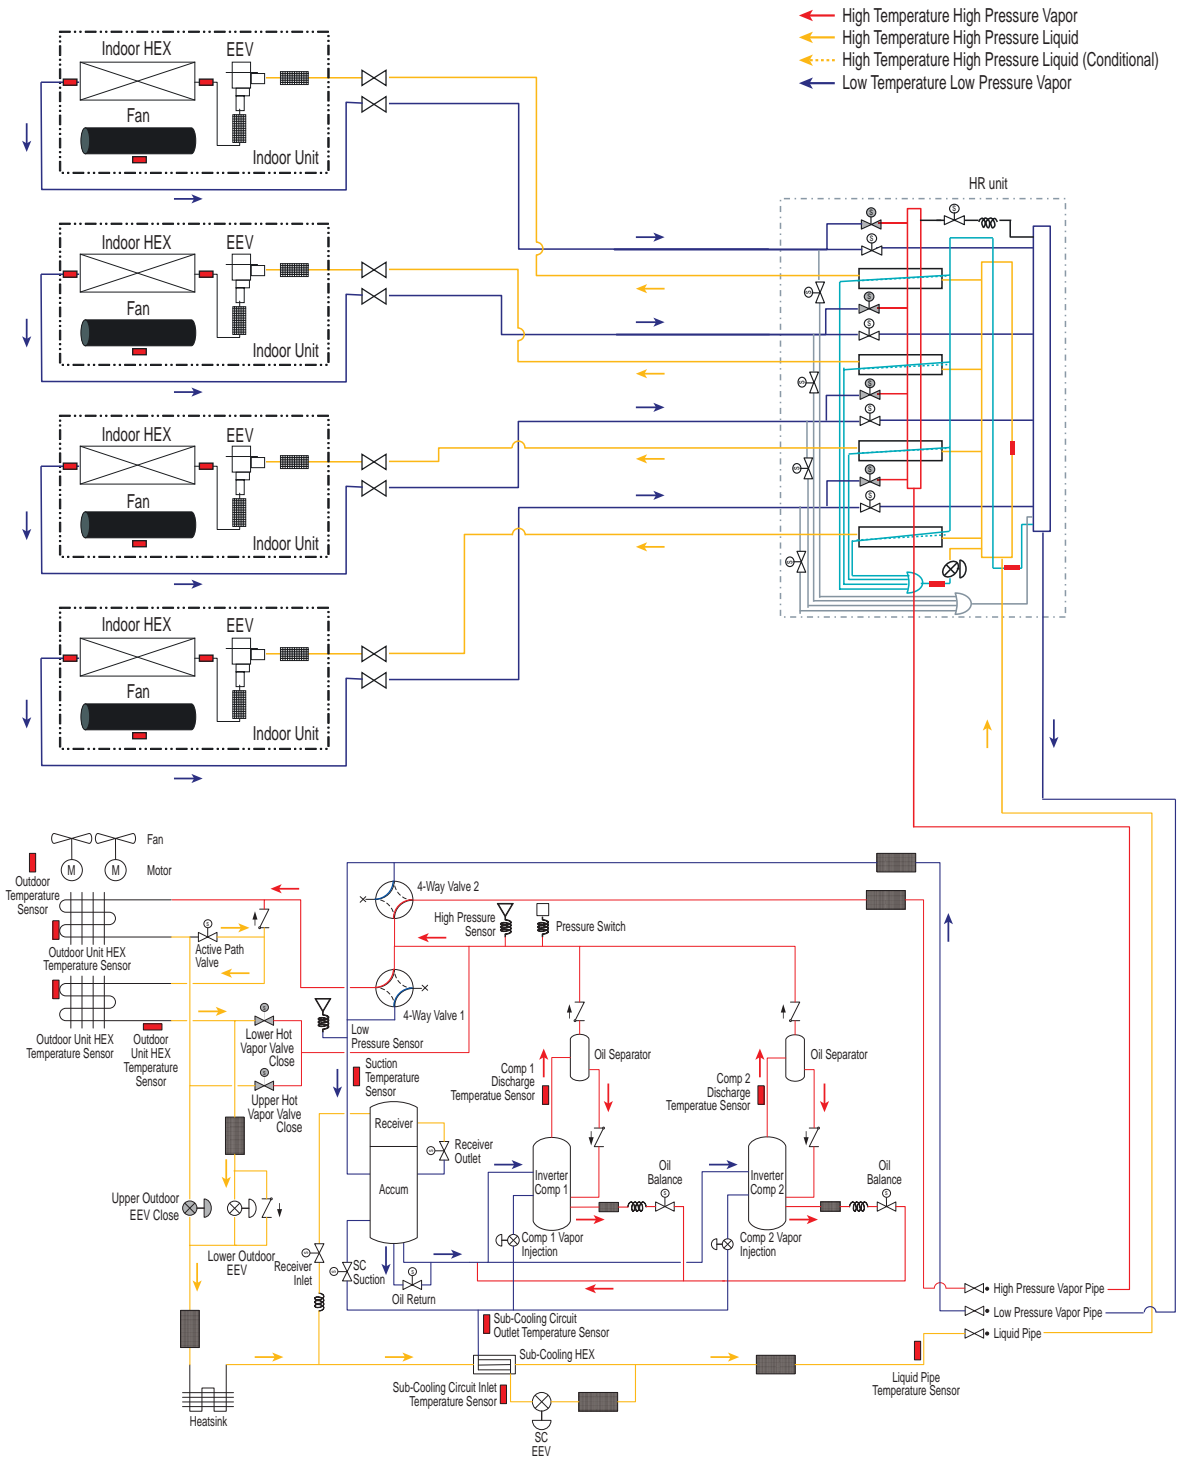 High Temperature High Pressure Vapor
High Temperature High Pressure Liquid
High Temperature High Pressure Liquid (Conditional)
Low Temperature Low Pressure Vapor
Indoor HEX
EEV
Fan
Indoor Unit
HR unit
S
S
S
Indoor HEX
EEV
Fan
Indoor Unit
S
S
S
Indoor HEX
EEV
Fan
Indoor Unit
S
S
S
Indoor HEX
EEV
Fan
Indoor Unit
S
S
S
S
Fan
M
M
Motor
Outdoor
Temperature
Sensor
4-Way Valve 2
High Pressure
Sensor
Pressure Switch
S
Active Path
Valve
Outdoor Unit HEX
Temperature Sensor
4-Way Valve 1
Outdoor Unit HEX
Temperature Sensor
Outdoor
Unit HEX
Temperature
Sensor
S
Lower Hot
Vapor Valve
Close
S
Upper Hot
Vapor Valve
Close
Low
Pressure Sensor
Suction
Temperature
Sensor
Oil Separator
Oil Separator
Comp 1
Discharge
Temperatue Sensor
Comp 2
Discharge
Temperatue Sensor
Receiver
S
Receiver
Outlet
Accum
Inverter
Comp 1
Oil
Balance
S
Inverter
Comp 2
Oil
Balance
S
Upper Outdoor
EEV Close
Lower Outdoor
EEV
S
Receiver
Inlet
S
SC
Suction
S
Oil Return
Comp 1 Vapor
Injection
Comp 2 Vapor
Injection
High Pressure Vapor Pipe
Low Pressure Vapor Pipe
Liquid Pipe
Sub-Cooling Circuit
Outlet Temperature Sensor
Sub-Cooling HEX
Sub-Cooling Circuit Inlet
Temperature Sensor
SC
EEV
Liquid Pipe
Temperature Sensor
Heatsink